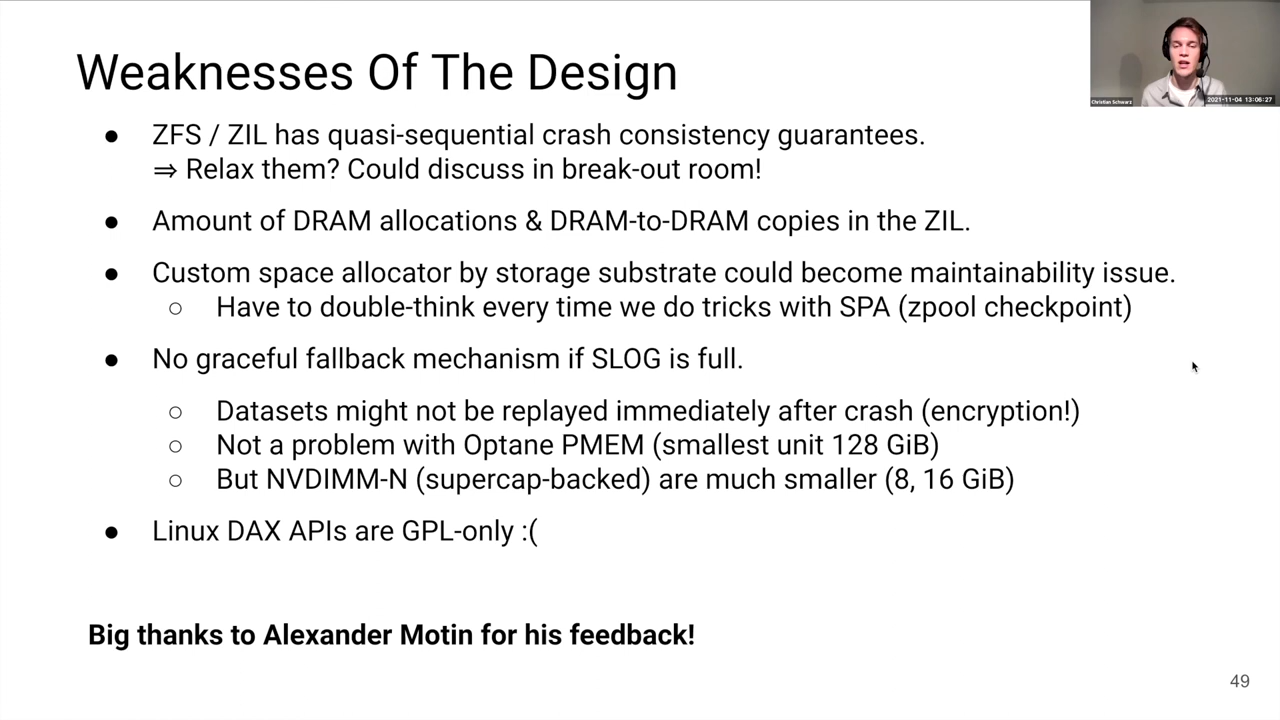 Weaknesses Of The Design
● ZFS / ZIL has quasi-sequential crash consistency guarantees.
⇒ Relax them? Could discuss in break-out room!
● Amount of DRAM allocations & DRAM-to-DRAM copies in the ZIL.
● Custom space allocator by storage substrate could become maintainability issue.
○ Have to double-think every time we do tricks with SPA (zpool checkpoint)
● No graceful fallback mechanism if SLOG is full.
○ Datasets might not be replayed immediately after crash (encryption!)
○ Not a problem with Optane PMEM (smallest unit 128 GiB)
○ But NVDIMM-N (supercap-backed) are much smaller (8, 16 GiB)
● Linux DAX APIs are GPL-only :(
Big thanks to Alexander Motin for his feedback!
49
Christian Schwarz
2021-11-04 13:06:27